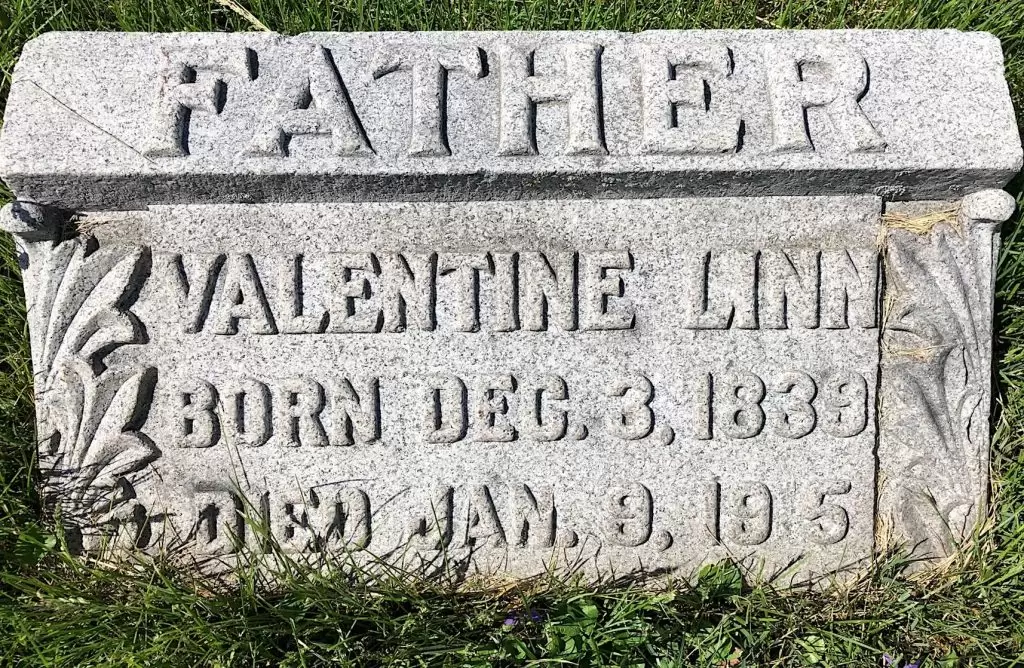 FATHER
VALENTINE LINN
BORN DEC. 3, 1839
DIED JAN. 9, 19 5